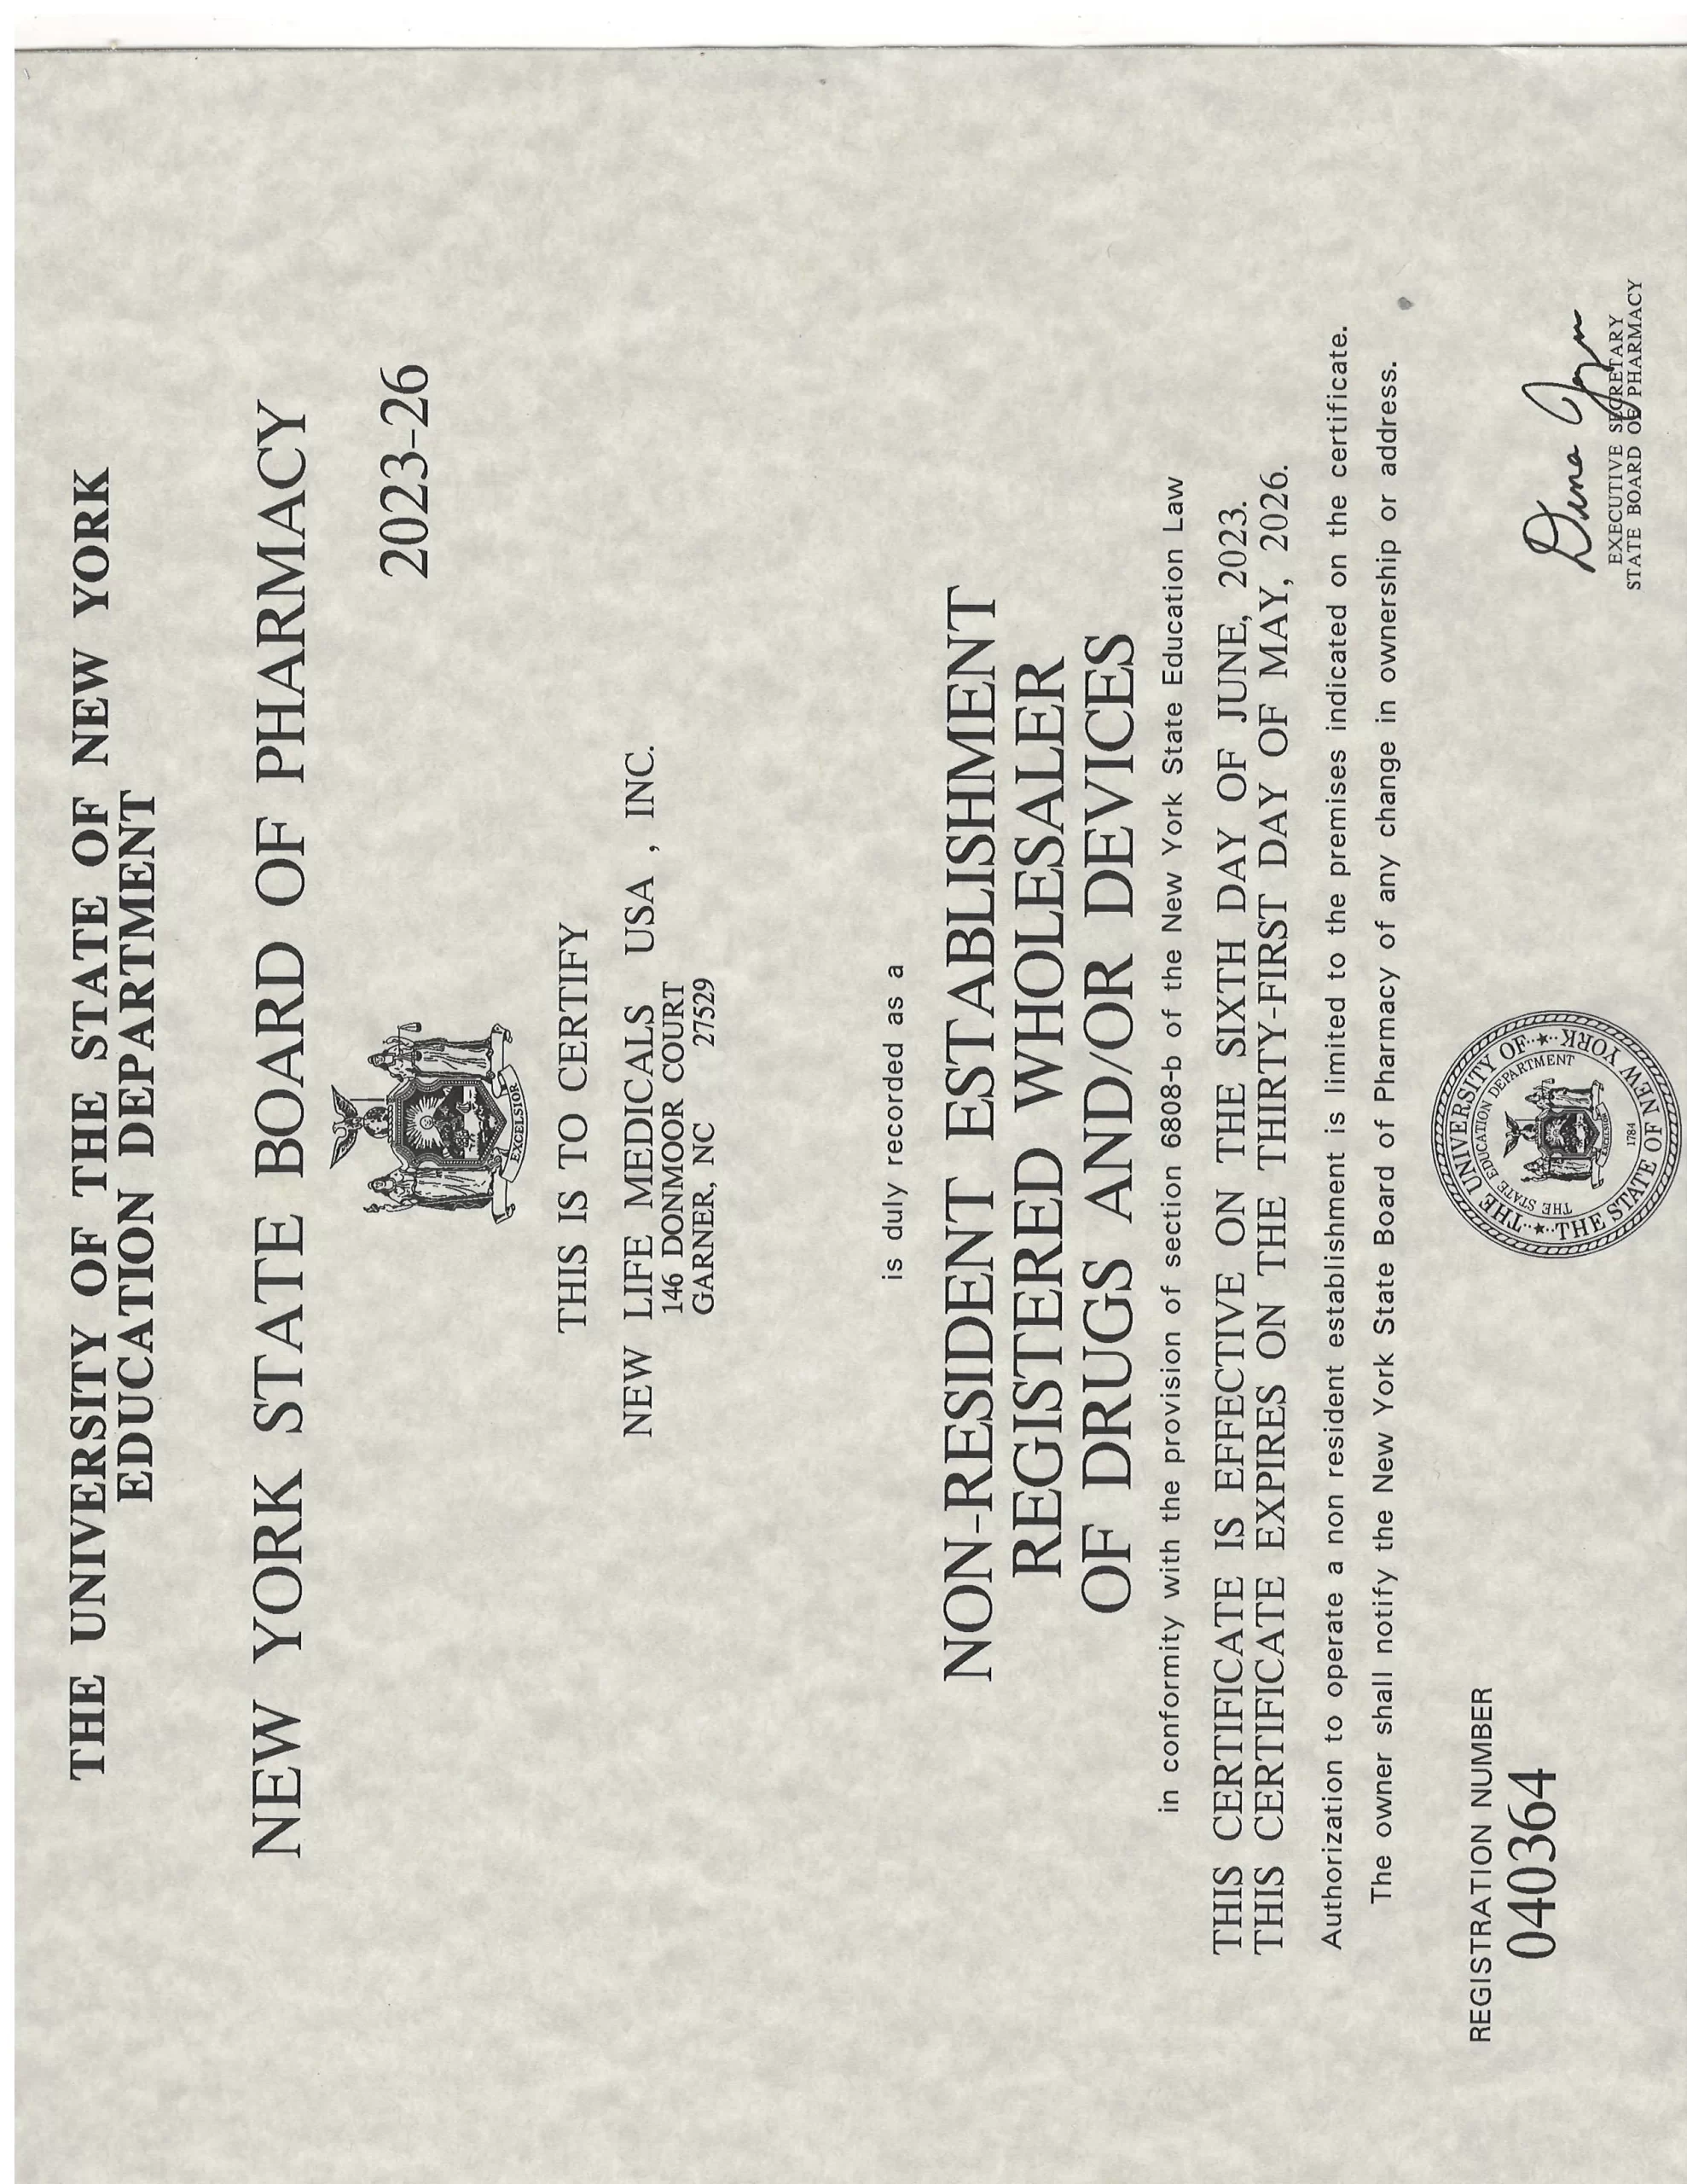 THE UNIVERSITY OF THE STATE OF NEW YORK
EDUCATION DEPARTMENT
NEW YORK STATE BOARD OF PHARMACY
2023-26
EXCELSIOR
THIS IS TO CERTIFY
NEW LIFE MEDICALS USA , INC.
146 DONMOOR COURT
GARNER, NC 27529
is duly recorded as a
NON-RESIDENT ESTABLISHMENT
REGISTERED WHOLESALER
OF DRUGS AND/OR DEVICES
in conformity with the provision of section 6808-b of the New York State Education Law
THIS CERTIFICATE IS EFFECTIVE ON THE SIXTH DAY OF JUNE, 2023.
THIS CERTIFICATE EXPIRES ON THE THIRTY-FIRST DAY OF MAY, 2026.
Authorization to operate a non resident establishment is limited to the premises indicated on the certificate.
The owner shall notify the New York State Board of Pharmacy of any change in ownership or address.
REGISTRATION NUMBER
040364
THE UNIVERSITY OF THE STATE OF NEW YORK
THE STATE EDUCATION DEPARTMENT
1784
Dina
EXECUTIVE SECRETARY
STATE BOARD OF PHARMACY